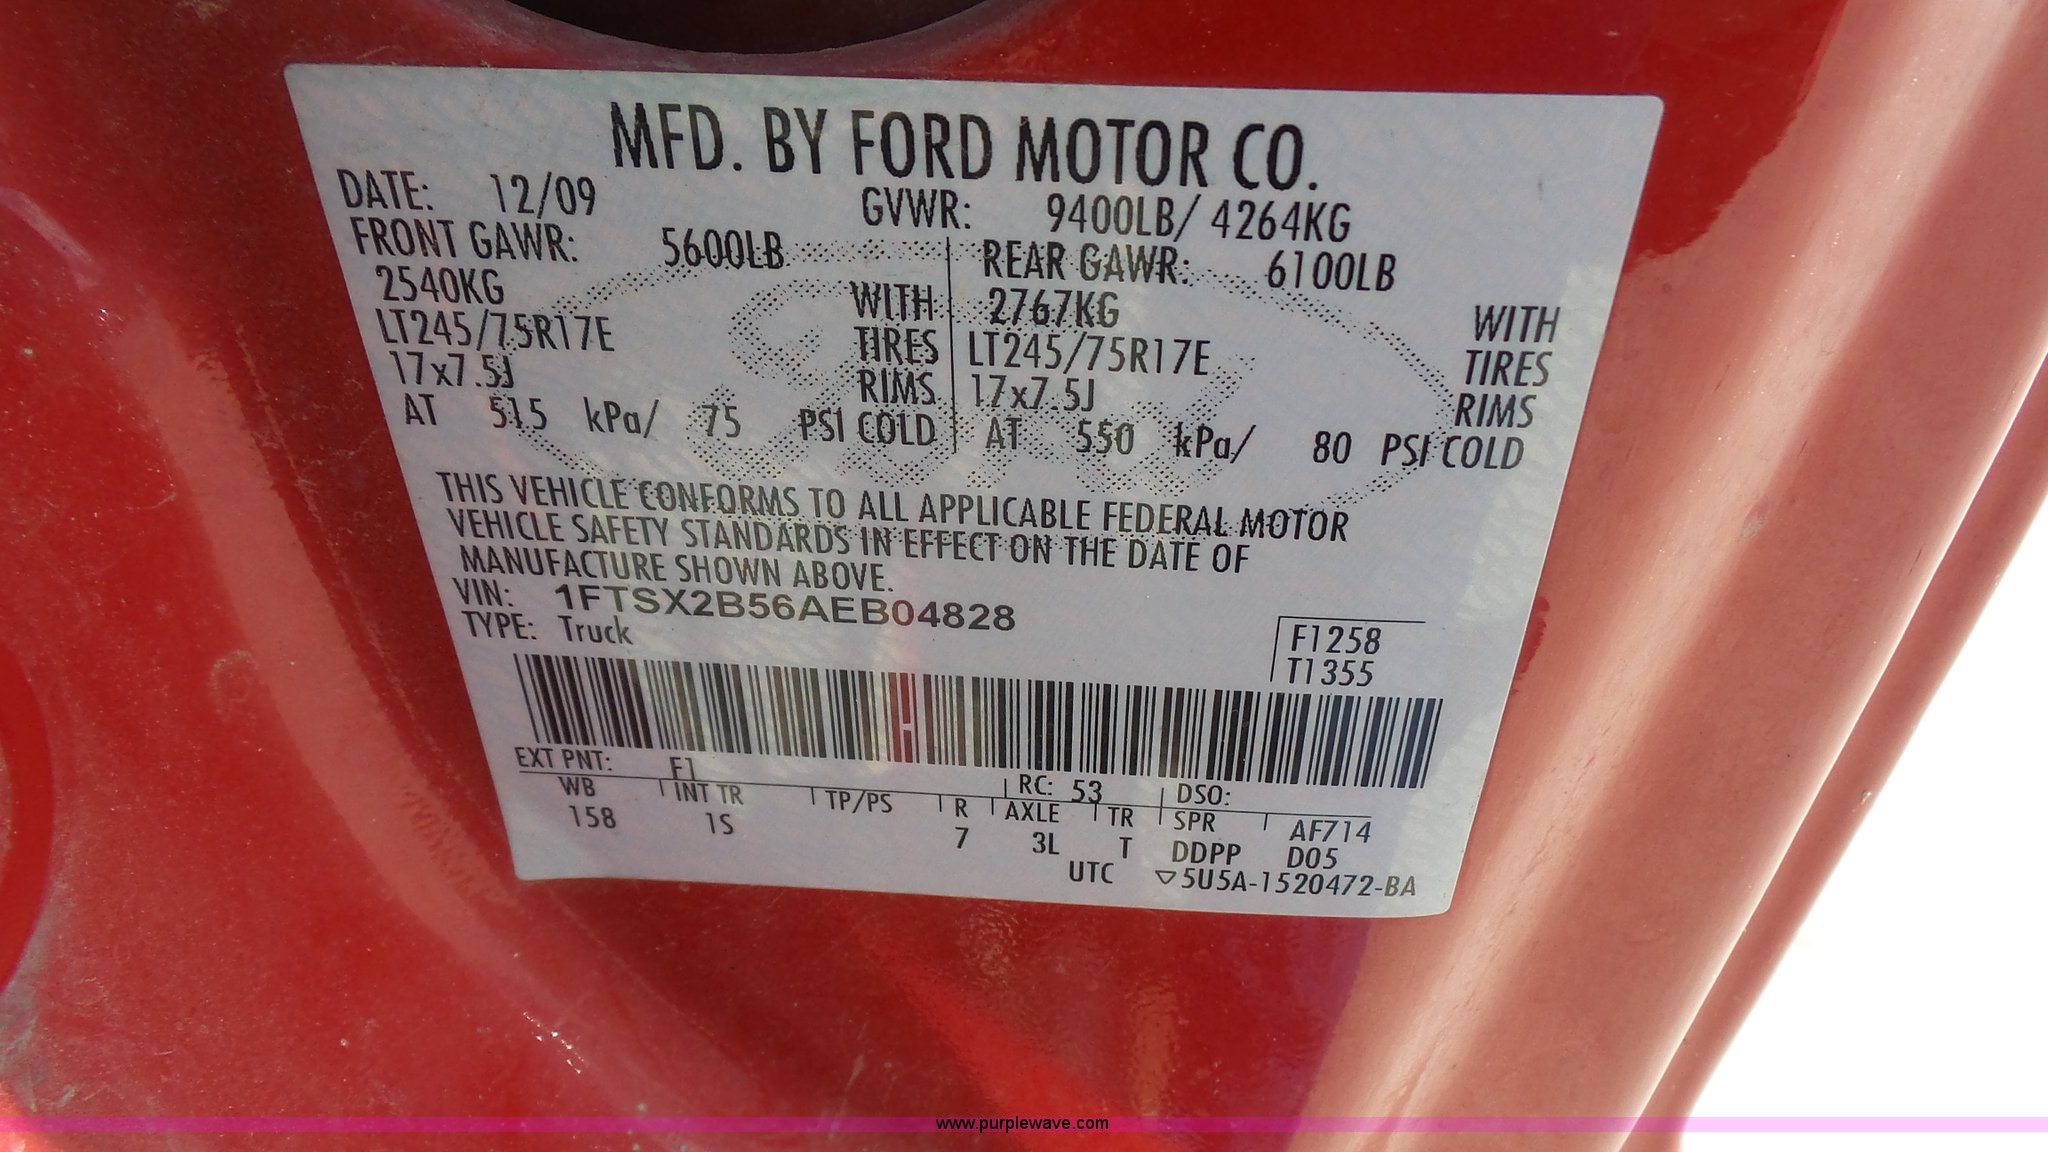 MFD. BY FORD MOTOR CO.
DATE: 12/09 GVWR: 9400LB/ 4264KG
FRONT GAWR: 5600LB REAR GAWR: 6100LB
2540KG WITH 2767KG WITH
LT245/75R17E TIRES LT245/75R17E TIRES
17x7.5J RIMS 17x7.5J RIMS
AT 515 kPa/ 75 PSI COLD AT 550 kPa/ 80 PSI COLD
THIS VEHICLE CONFORMS TO ALL APPLICABLE FEDERAL MOTOR
VEHICLE SAFETY STANDARDS IN EFFECT ON THE DATE OF
MANUFACTURE SHOWN ABOVE.
VIN: 1FTSX2B56AEB04828
TYPE: Truck
F1258
T1355
EXT PNT: F1 RC: 53 DSO:
WB INT TR TP/PS R AXLE TR SPR AF714
158 1S 7 3L T DDPP D05
UTC ▽5U5A-1520472-BA
www.purplewave.com